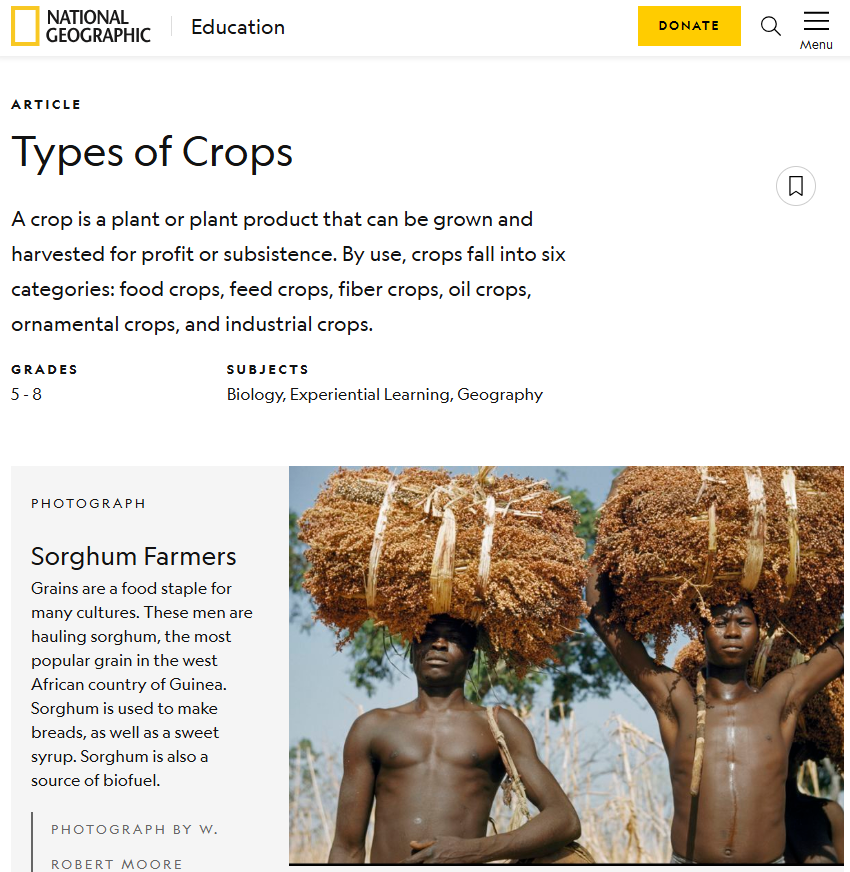 NATIONAL
GEOGRAPHIC
Education
DONATE
Menu
ARTICLE
Types of Crops
A crop is a plant or plant product that can be grown and
harvested for profit or subsistence. By use, crops fall into six
categories: food crops, feed crops, fiber crops, oil crops,
ornamental crops, and industrial crops.
GRADES
5 - 8
SUBJECTS
Biology, Experiential Learning, Geography
PHOTOGRAPH
Sorghum Farmers
Grains are a food staple for
many cultures. These men are
hauling sorghum, the most
popular grain in the west
African country of Guinea.
Sorghum is used to make
breads, as well as a sweet
syrup. Sorghum is also a
source of biofuel.
PHOTOGRAPH BY W.
ROBERT MOORE